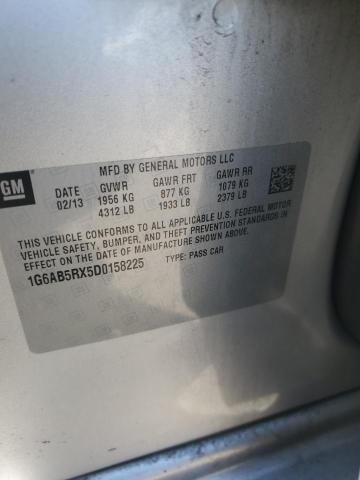 GM
MFD BY GENERAL MOTORS LLC
DATE GVWR GAWR FRT GAWR RR
02/13 1956 KG 877 KG 1079 KG
4312 LB 1933 LB 2379 LB
THIS VEHICLE CONFORMS TO ALL APPLICABLE U.S. FEDERAL MOTOR
VEHICLE SAFETY, BUMPER, AND THEFT PREVENTION STANDARDS
IN EFFECT ON THE DATE OF MANUFACTURE SHOWN ABOVE.
1G6AB5RX5D0158225 TYPE: PASS CAR